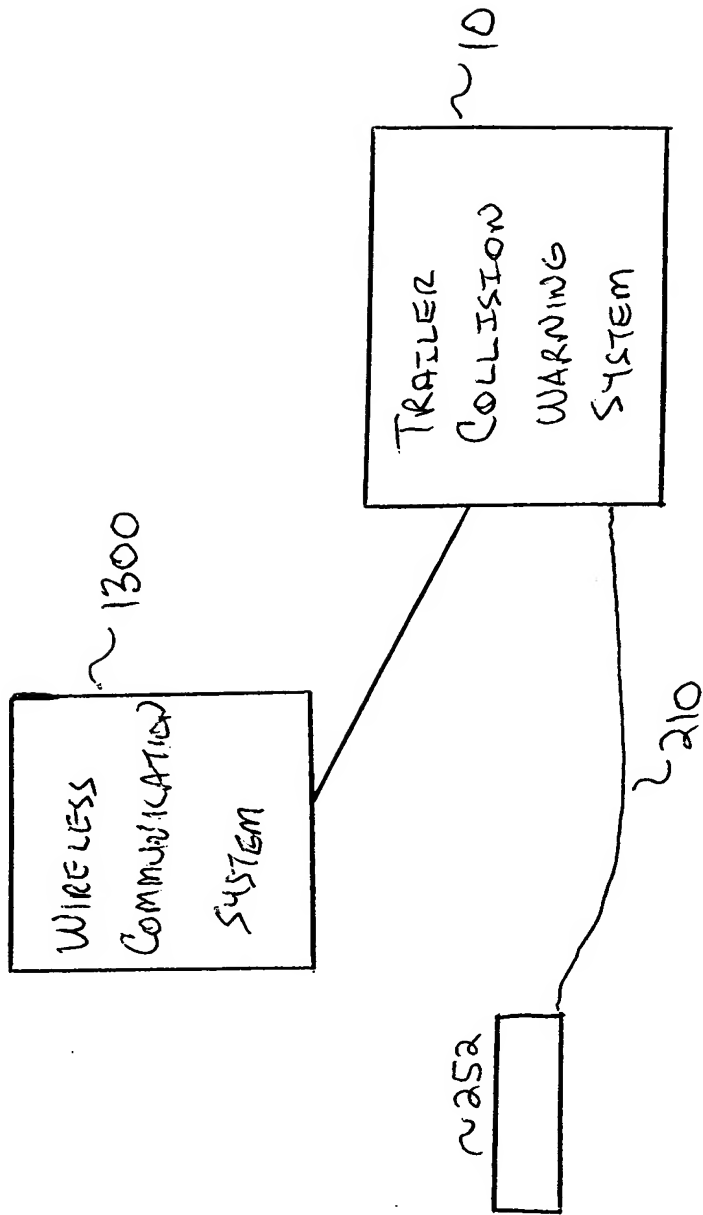 ~1300
WIRELESS
COMMUNICATION
SYSTEM
~10
TRAILER
COLLISION
WARNING
SYSTEM
~252
~210